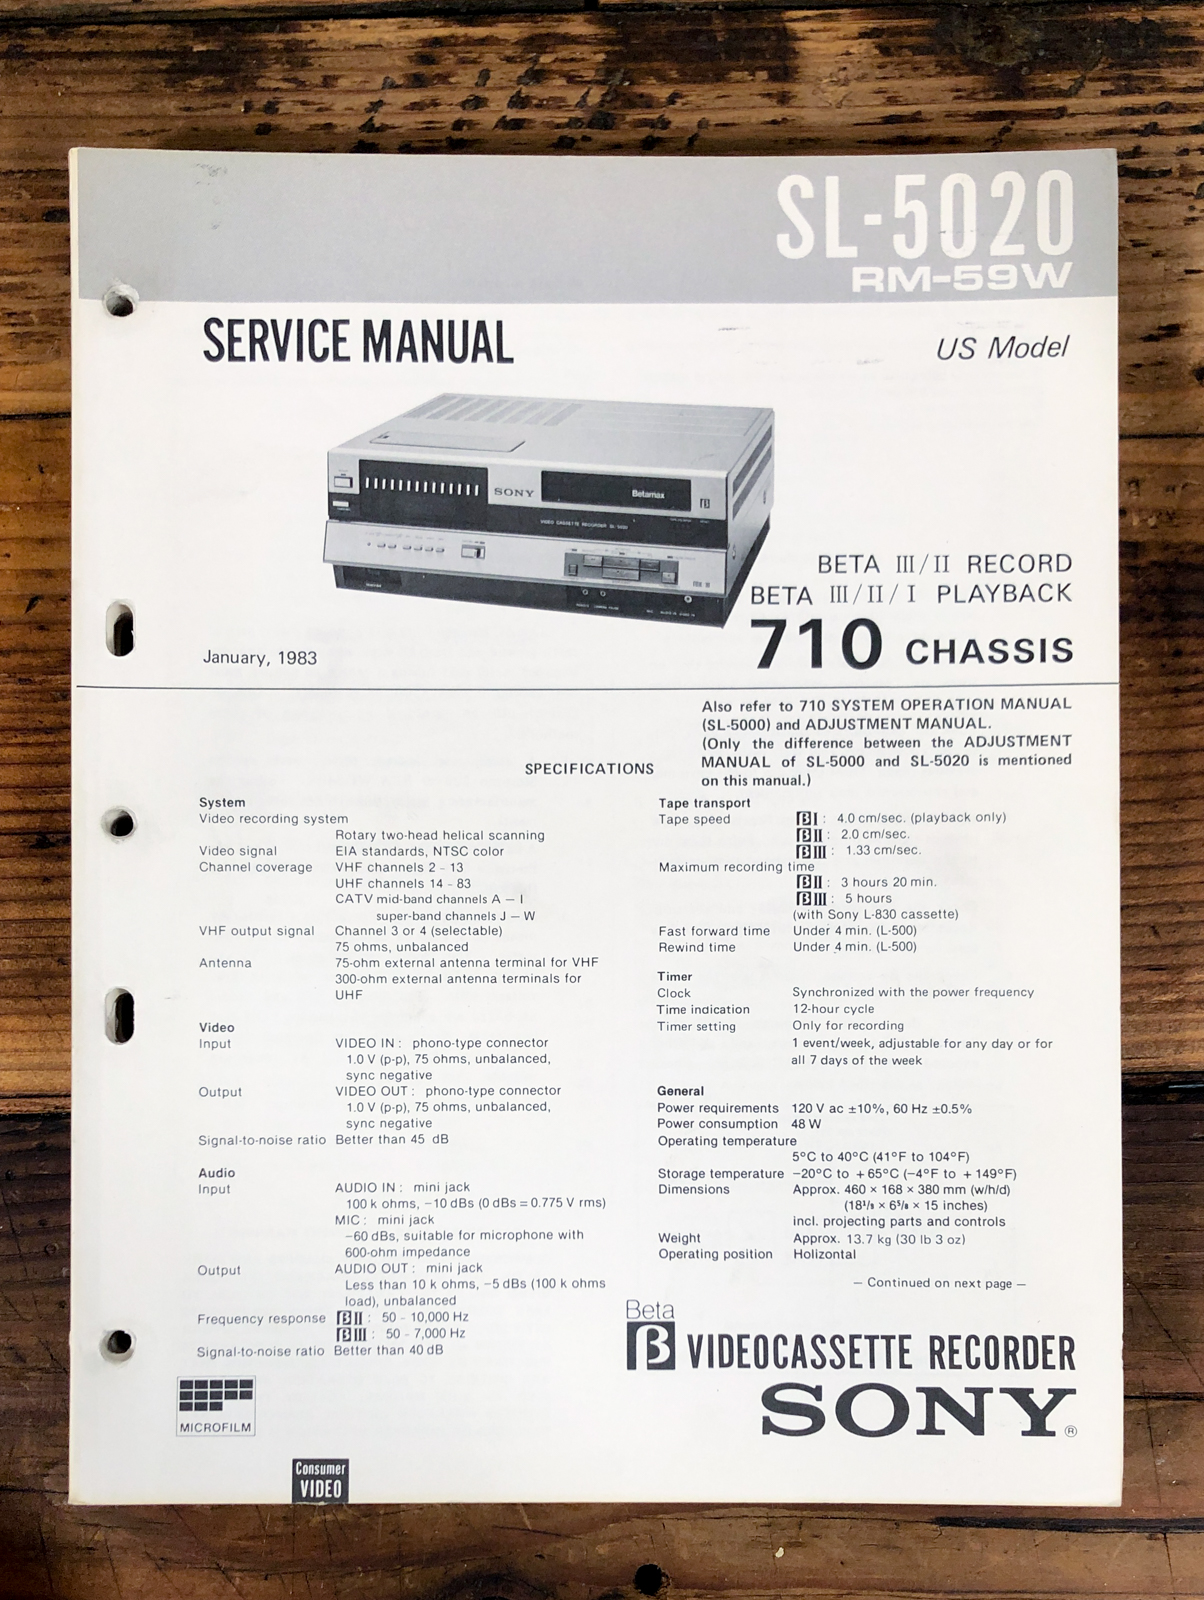 SL-5020
RM-59W
SERVICE MANUAL
US Model
SONY
Betamax
β
VIDEO CASSETTE RECORDER SL-5020
BETA III/II RECORD
BETA III/II/I PLAYBACK
710 CHASSIS
January, 1983
Also refer to 710 SYSTEM OPERATION MANUAL
(SL-5000) and ADJUSTMENT MANUAL.
(Only the difference between the ADJUSTMENT
MANUAL of SL-5000 and SL-5020 is mentioned
on this manual.)
SPECIFICATIONS
System
Video recording system
Rotary two-head helical scanning
Video signal EIA standards, NTSC color
Channel coverage VHF channels 2 - 13
UHF channels 14 - 83
CATV mid-band channels A – I
super-band channels J – W
VHF output signal Channel 3 or 4 (selectable)
75 ohms, unbalanced
Antenna 75-ohm external antenna terminal for VHF
300-ohm external antenna terminals for
UHF
Video
Input VIDEO IN : phono-type connector
1.0 V (p-p), 75 ohms, unbalanced,
sync negative
Output VIDEO OUT : phono-type connector
1.0 V (p-p), 75 ohms, unbalanced,
sync negative
Signal-to-noise ratio Better than 45 dB
Audio
Input AUDIO IN : mini jack
100 k ohms, −10 dBs (0 dBs = 0.775 V rms)
MIC : mini jack
−60 dBs, suitable for microphone with
600-ohm impedance
Output AUDIO OUT : mini jack
Less than 10 k ohms, −5 dBs (100 k ohms
load), unbalanced
Frequency response βII : 50 - 10,000 Hz
βIII : 50 - 7,000 Hz
Signal-to-noise ratio Better than 40 dB
Tape transport
Tape speed βI : 4.0 cm/sec. (playback only)
βII : 2.0 cm/sec.
βIII : 1.33 cm/sec.
Maximum recording time
βII : 3 hours 20 min.
βIII : 5 hours
(with Sony L-830 cassette)
Fast forward time Under 4 min. (L-500)
Rewind time Under 4 min. (L-500)
Timer
Clock Synchronized with the power frequency
Time indication 12-hour cycle
Timer setting Only for recording
1 event/week, adjustable for any day or for
all 7 days of the week
General
Power requirements 120 V ac ±10%, 60 Hz ±0.5%
Power consumption 48 W
Operating temperature
5°C to 40°C (41°F to 104°F)
Storage temperature −20°C to +65°C (−4°F to +149°F)
Dimensions Approx. 460 × 168 × 380 mm (w/h/d)
(18 1/8 × 6 5/8 × 15 inches)
incl. projecting parts and controls
Weight Approx. 13.7 kg (30 lb 3 oz)
Operating position Holizontal
— Continued on next page —
Beta
β VIDEOCASSETTE RECORDER
SONY®
MICROFILM
Consumer
VIDEO